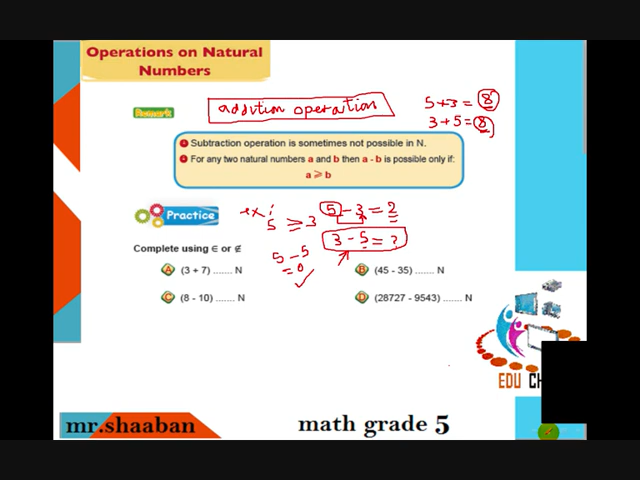 Operations on Natural
Numbers
Remark
addition operation
5+3 = 8
3+5=8
Subtraction operation is sometimes not possible in N.
For any two natural numbers a and b then a - b is possible only if:
a ⩾ b
Practice
ex:
5 ≥ 3
5 - 3 = 2
3 - 5 = ?
5 - 5
= 0 ✓
Complete using ∈ or ∉
A (3 + 7) ....... N
B (45 - 35) ....... N
C (8 - 10) ....... N
D (28727 - 9543) ....... N
EDU
mr.shaaban
math grade 5